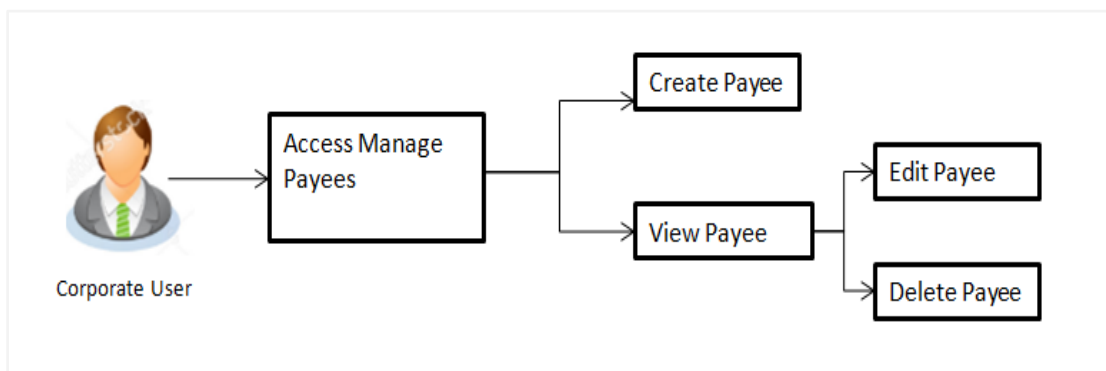 Create Payee
Access Manage
Payees
Edit Payee
View Payee
Delete Payee
Corporate User